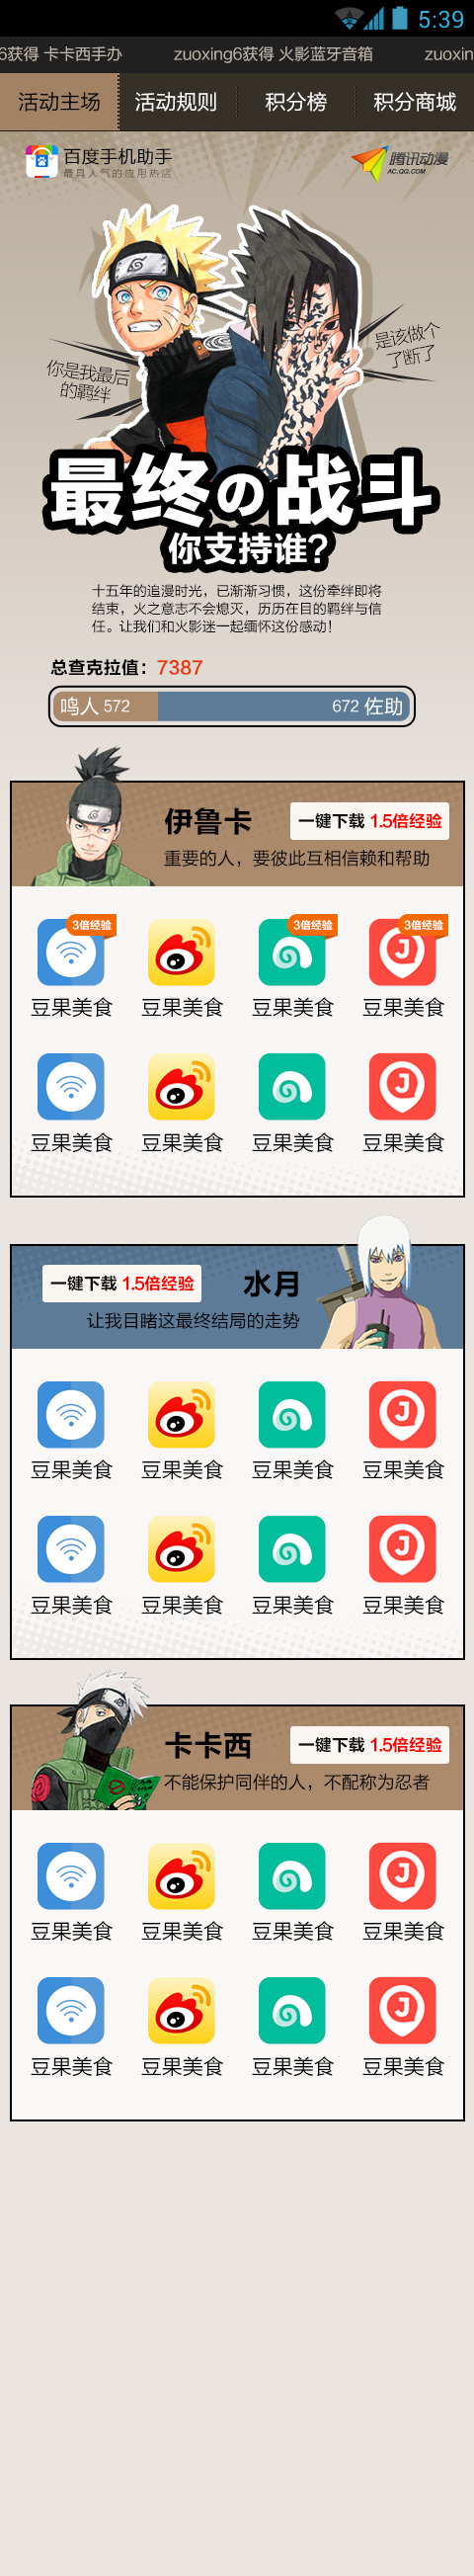 5:39
6获得 卡卡西手办 zuoxing6获得 火影蓝牙音箱 zuoxin
活动主场 活动规则 积分榜 积分商城
百度手机助手
最具人气的应用热店
腾讯动漫
AC.QQ.COM
是该做个
了断了
你是我最后
的羁绊
最终の战斗
你支持谁?
十五年的追漫时光，已渐渐习惯，这份牵绊即将
结束，火之意志不会熄灭，历历在目的羁绊与信
任。让我们和火影迷一起缅怀这份感动！
总查克拉值：7387
鸣人 572 672 佐助
伊鲁卡 一键下载 1.5倍经验
重要的人，要彼此互相信赖和帮助
3倍经验 3倍经验 3倍经验
豆果美食 豆果美食 豆果美食 豆果美食
豆果美食 豆果美食 豆果美食 豆果美食
一键下载 1.5倍经验 水月
让我目睹这最终结局的走势
豆果美食 豆果美食 豆果美食 豆果美食
豆果美食 豆果美食 豆果美食 豆果美食
卡卡西 一键下载 1.5倍经验
不能保护同伴的人，不配称为忍者
豆果美食 豆果美食 豆果美食 豆果美食
豆果美食 豆果美食 豆果美食 豆果美食